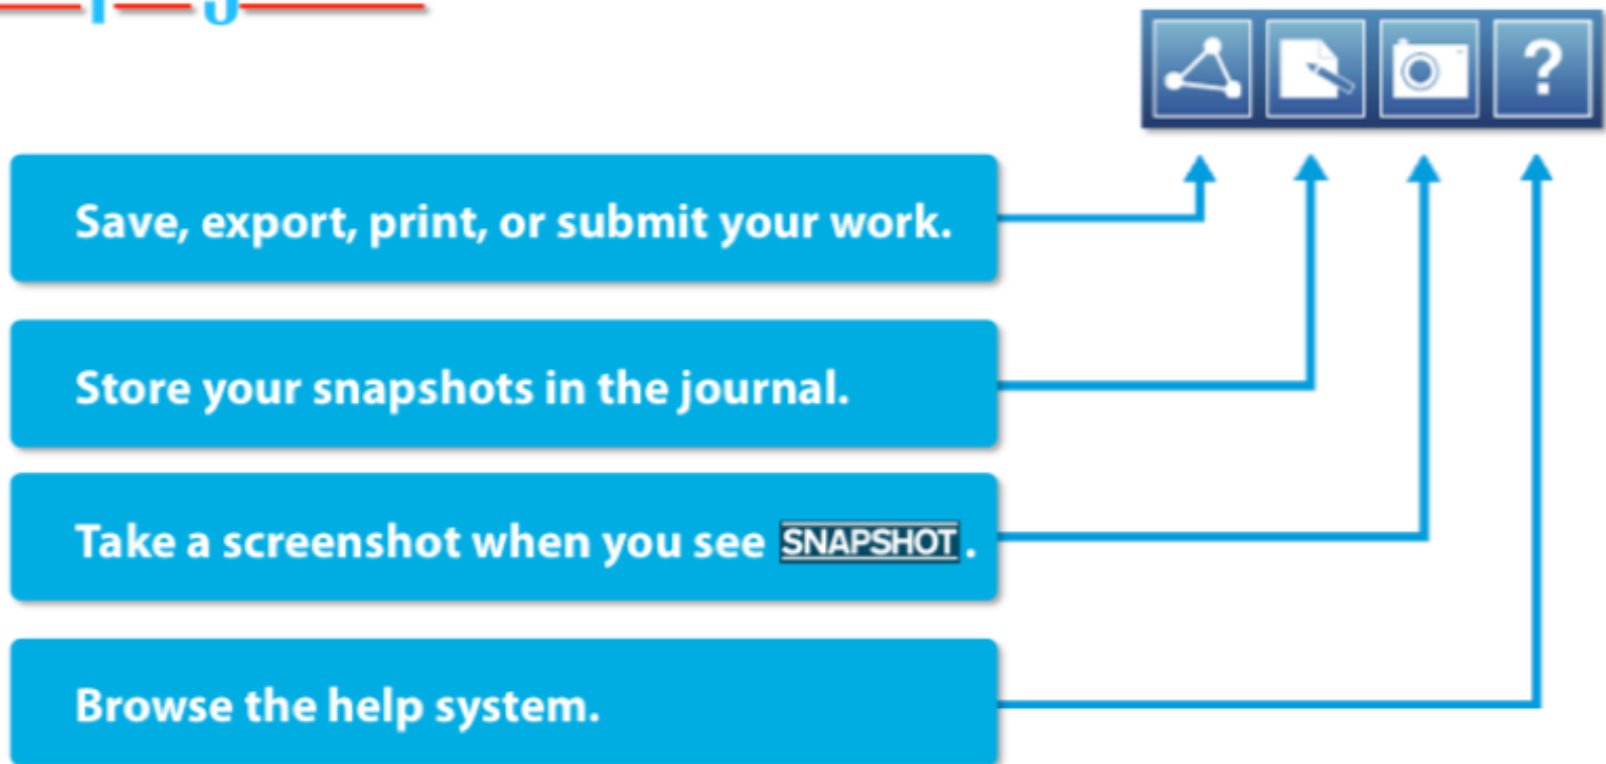 ?
Save, export, print, or submit your work.
Store your snapshots in the journal.
Take a screenshot when you see SNAPSHOT.
Browse the help system.